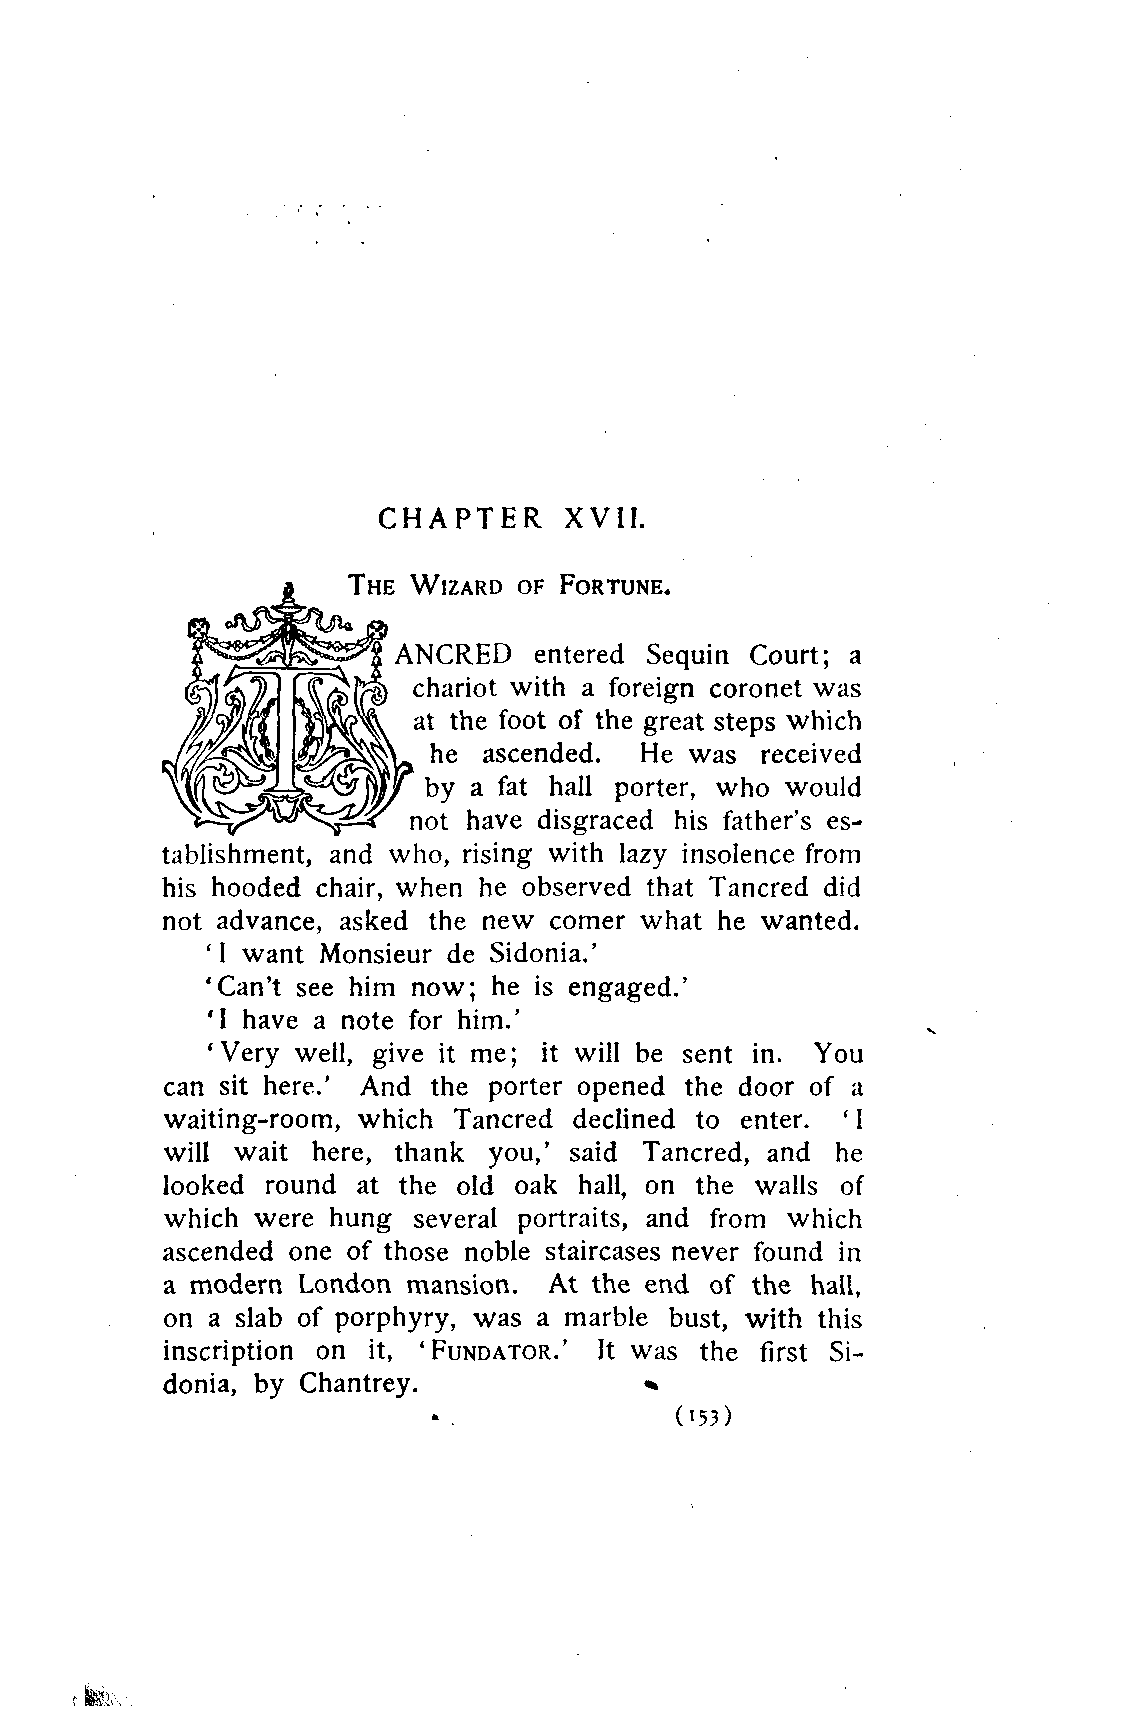 CHAPTER XVII.
THE WIZARD OF FORTUNE.
TANCRED entered Sequin Court; a
chariot with a foreign coronet was
at the foot of the great steps which
he ascended. He was received
by a fat hall porter, who would
not have disgraced his father's es-
tablishment, and who, rising with lazy insolence from
his hooded chair, when he observed that Tancred did
not advance, asked the new comer what he wanted.
'I want Monsieur de Sidonia.'
'Can't see him now; he is engaged.'
'I have a note for him.'
'Very well, give it me; it will be sent in. You
can sit here.' And the porter opened the door of a
waiting-room, which Tancred declined to enter. 'I
will wait here, thank you,' said Tancred, and he
looked round at the old oak hall, on the walls of
which were hung several portraits, and from which
ascended one of those noble staircases never found in
a modern London mansion. At the end of the hall,
on a slab of porphyry, was a marble bust, with this
inscription on it, 'FUNDATOR.' It was the first Si-
donia, by Chantrey.
(153)